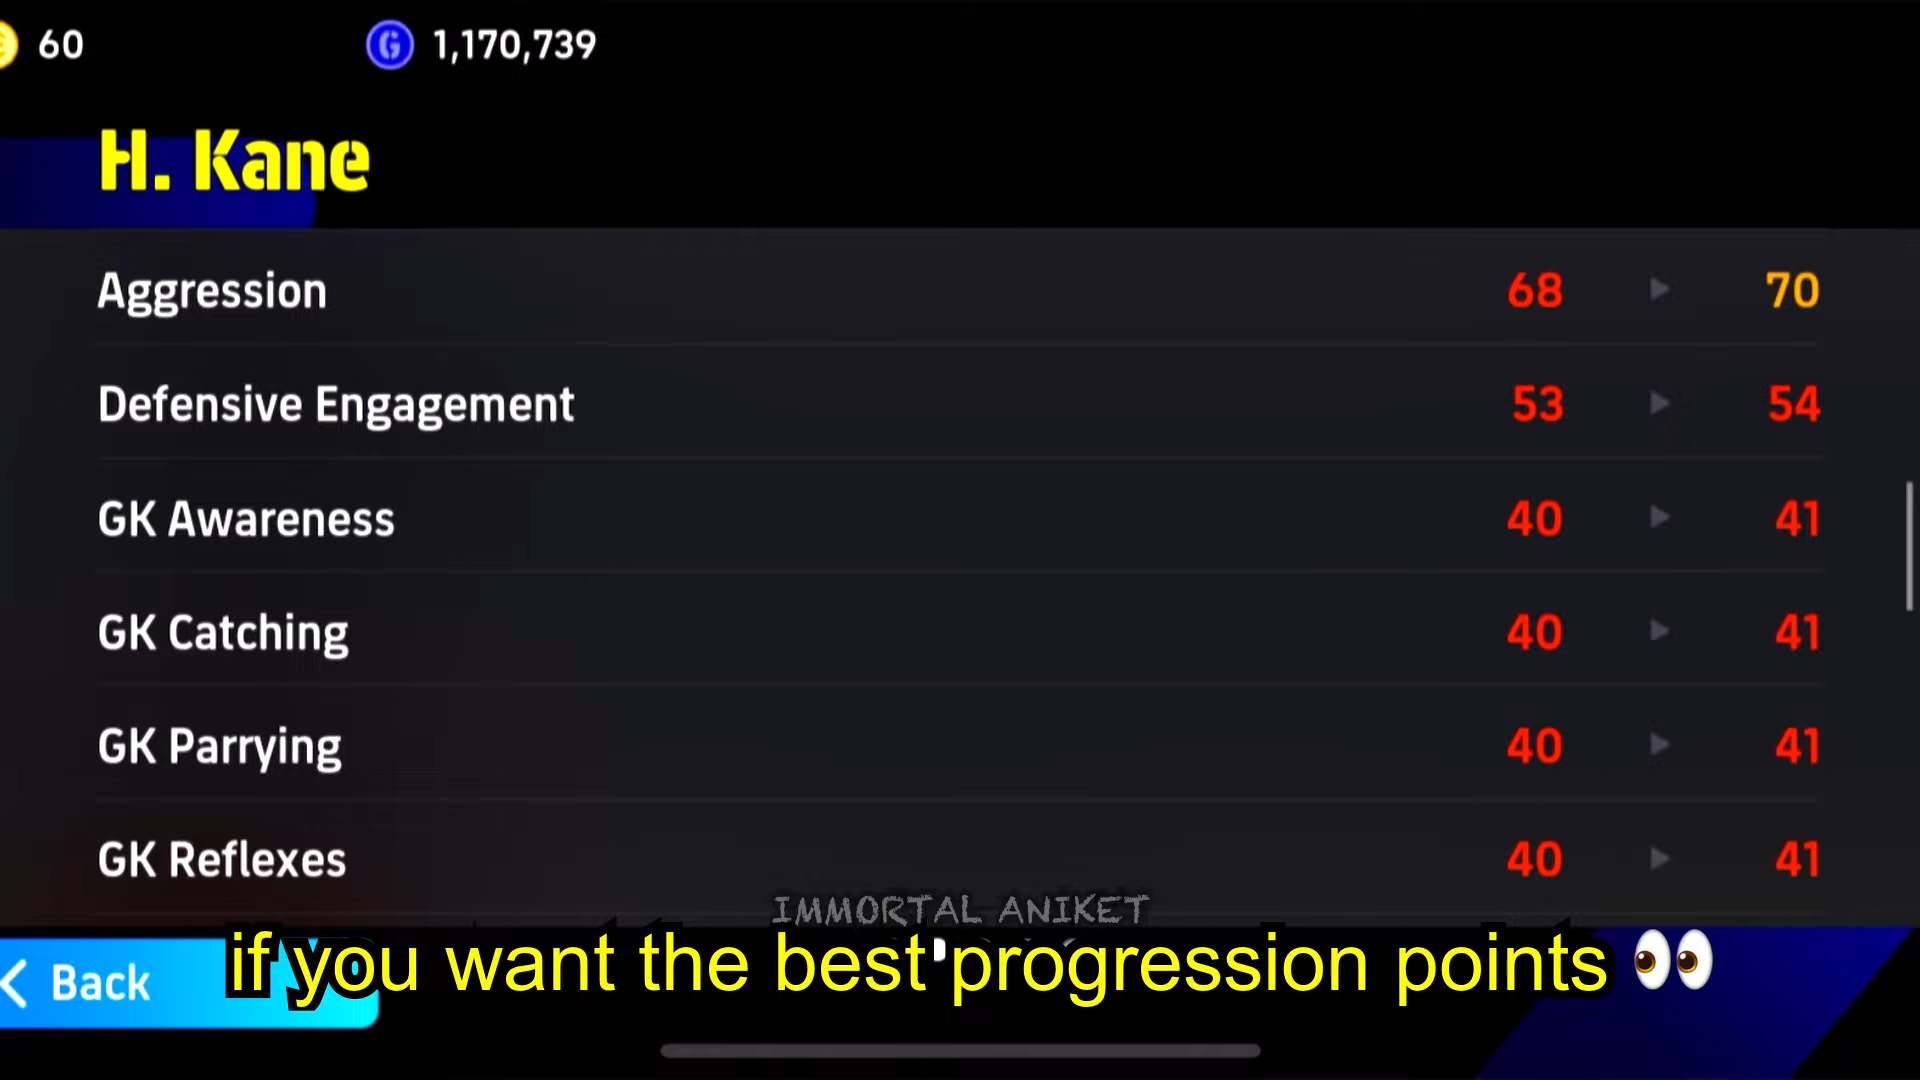 60
1,170,739
H. Kane
Aggression 68 70
Defensive Engagement 53 54
GK Awareness 40 41
GK Catching 40 41
GK Parrying 40 41
GK Reflexes 40 41
IMMORTAL ANIKET
if you want the best progression points 👀
Back